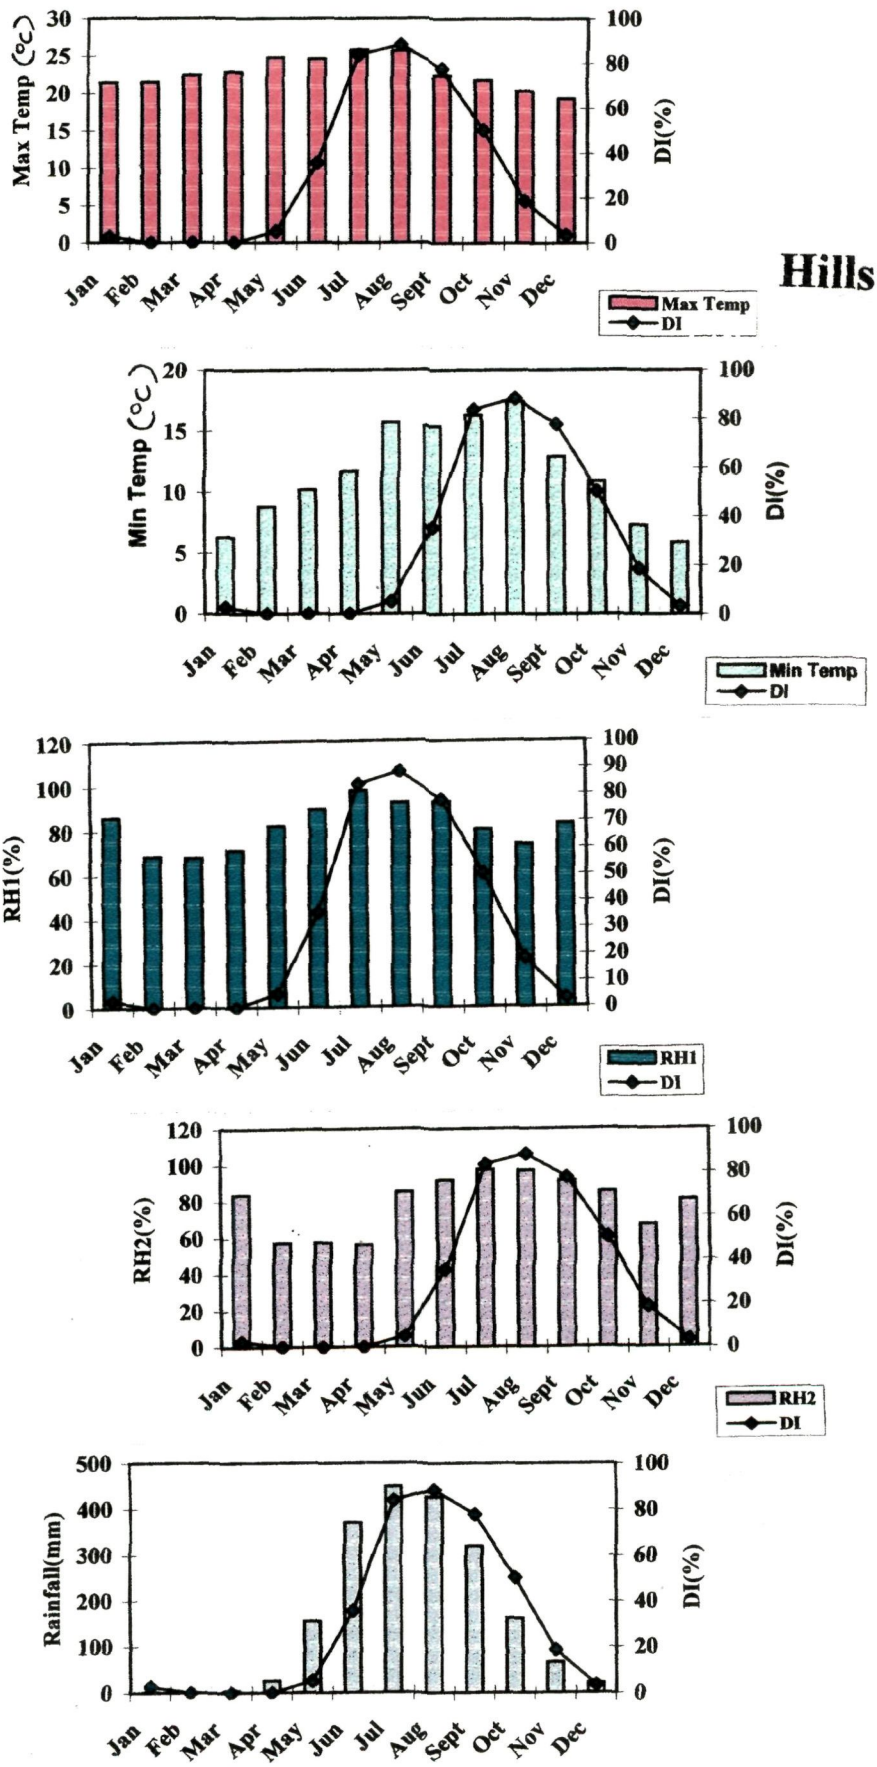 30
25
20
15
10
5
0
Max Temp (°C)
100
80
60
40
20
0
DI(%)
Jan Feb Mar Apr May Jun Jul Aug Sept Oct Nov Dec
Max Temp
DI
Hills
20
15
10
5
0
Min Temp (°C)
100
80
60
40
20
0
DI(%)
Jan Feb Mar Apr May Jun Jul Aug Sept Oct Nov Dec
Min Temp
DI
120
100
80
60
40
20
0
RH1(%)
100
90
80
70
60
50
40
30
20
10
0
DI(%)
Jan Feb Mar Apr May Jun Jul Aug Sept Oct Nov Dec
RH1
DI
120
100
80
60
40
20
0
RH2(%)
100
80
60
40
20
0
DI(%)
Jan Feb Mar Apr May Jun Jul Aug Sept Oct Nov Dec
RH2
DI
500
400
300
200
100
0
Rainfall(mm)
100
80
60
40
20
0
DI(%)
Jan Feb Mar Apr May Jun Jul Aug Sept Oct Nov Dec